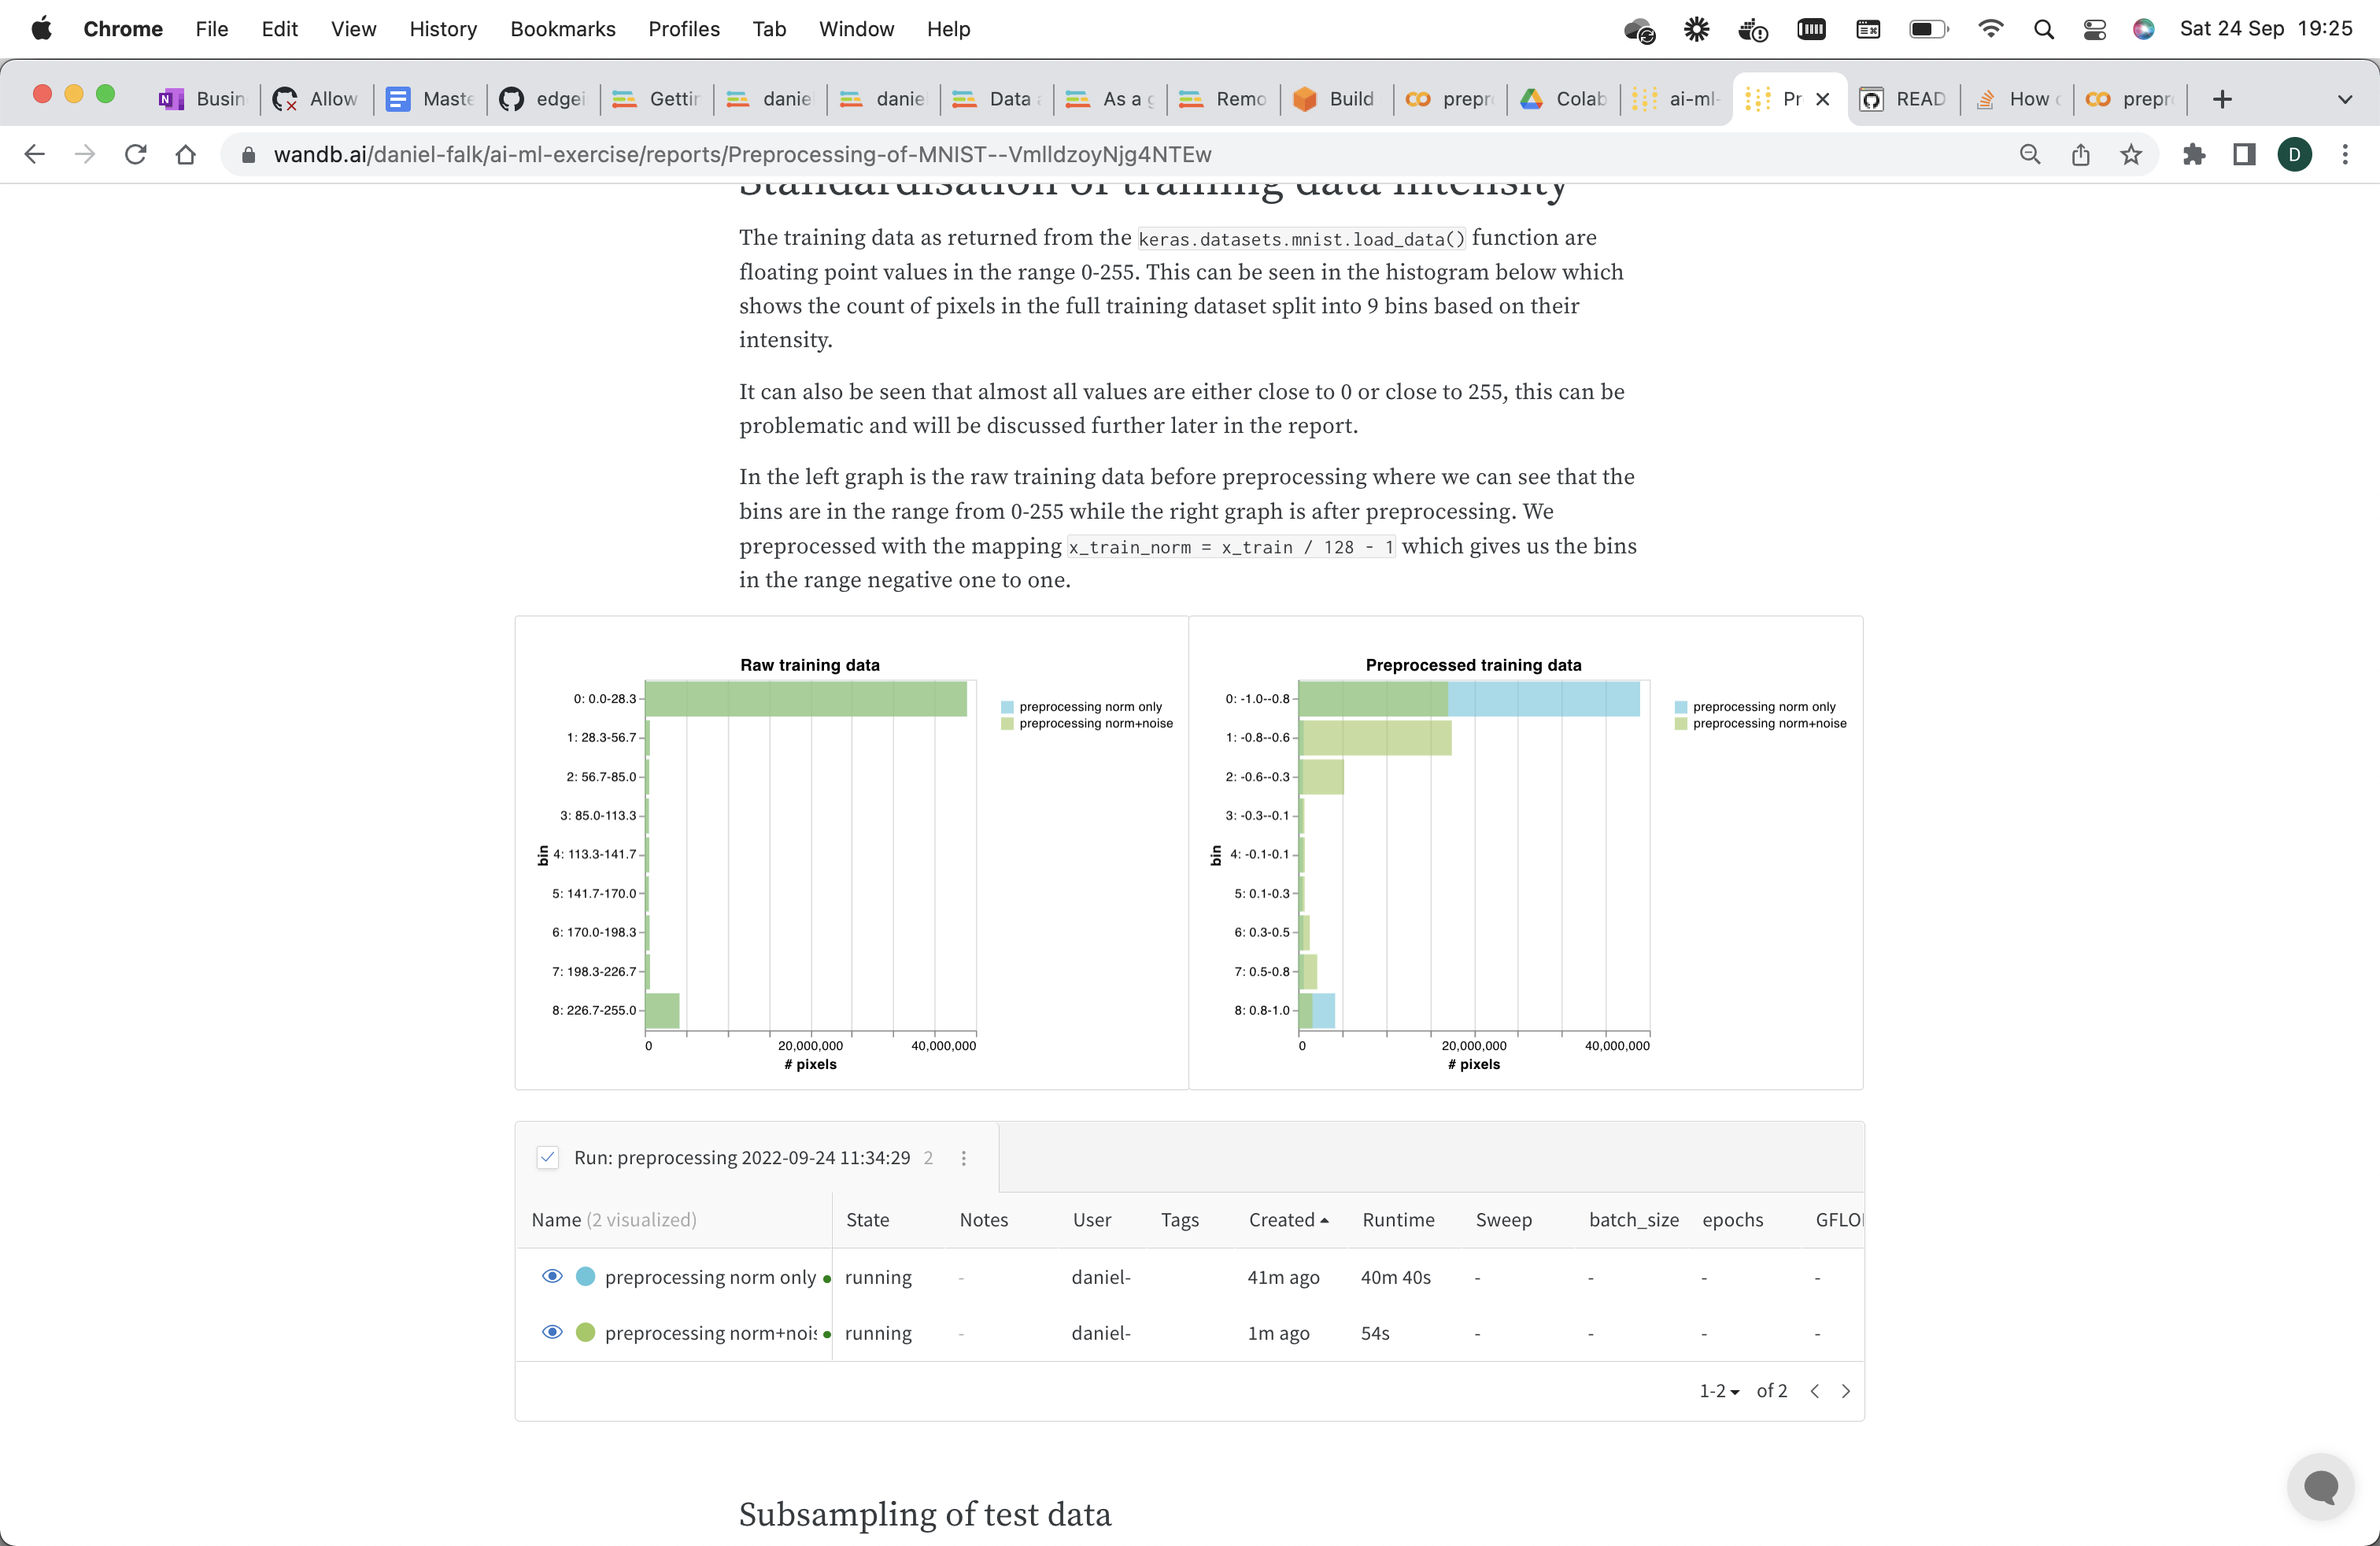 Chrome File Edit View History Bookmarks Profiles Tab Window Help Sat 24 Sep 19:25
Busin Allow Maste edgei Gettin danie danie Data As a g Remo Build prepr Colab ai-ml- Pr READ How prepr
wandb.ai/daniel-falk/ai-ml-exercise/reports/Preprocessing-of-MNIST--VmlldzoyNjg4NTEw D
Standardisation of training data intensity
The training data as returned from the keras.datasets.mnist.load_data() function are
floating point values in the range 0-255. This can be seen in the histogram below which
shows the count of pixels in the full training dataset split into 9 bins based on their
intensity.
It can also be seen that almost all values are either close to 0 or close to 255, this can be
problematic and will be discussed further later in the report.
In the left graph is the raw training data before preprocessing where we can see that the
bins are in the range from 0-255 while the right graph is after preprocessing. We
preprocessed with the mapping x_train_norm = x_train / 128 - 1 which gives us the bins
in the range negative one to one.
Raw training data
0: 0.0-28.3
1: 28.3-56.7
2: 56.7-85.0
3: 85.0-113.3
4: 113.3-141.7
5: 141.7-170.0
6: 170.0-198.3
7: 198.3-226.7
8: 226.7-255.0
bin
0 20,000,000 40,000,000
# pixels
preprocessing norm only
preprocessing norm+noise
Preprocessed training data
0: -1.0--0.8
1: -0.8--0.6
2: -0.6--0.3
3: -0.3--0.1
4: -0.1-0.1
5: 0.1-0.3
6: 0.3-0.5
7: 0.5-0.8
8: 0.8-1.0
bin
0 20,000,000 40,000,000
# pixels
preprocessing norm only
preprocessing norm+noise
Run: preprocessing 2022-09-24 11:34:29 2
Name (2 visualized) State Notes User Tags Created Runtime Sweep batch_size epochs GFLO
preprocessing norm only running - daniel- 41m ago 40m 40s - - - -
preprocessing norm+nois running - daniel- 1m ago 54s - - - -
1-2 of 2
Subsampling of test data